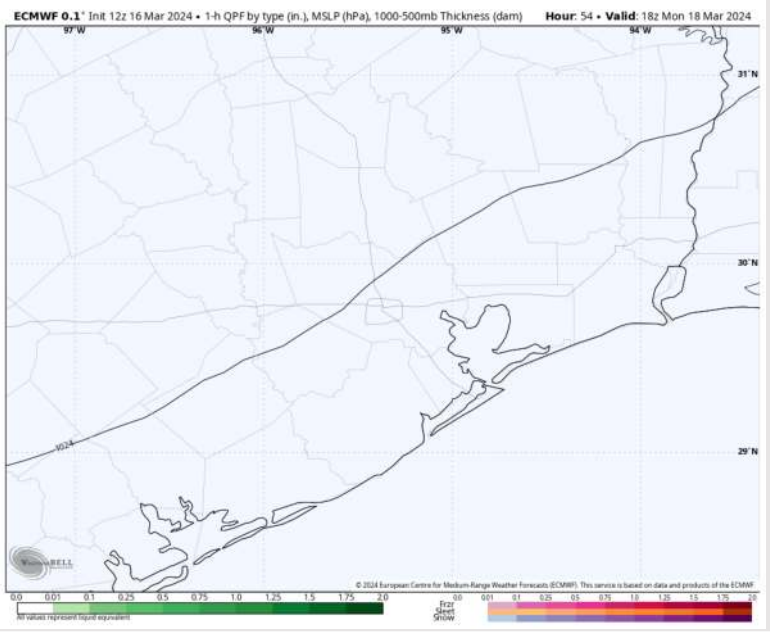 ECMWF 0.1° Init 12z 16 Mar 2024 • 1-h QPF by type (in.), MSLP (hPa), 1000-500mb Thickness (dam) Hour: 54 • Valid: 18z Mon 18 Mar 2024
97°W 96°W 95°W 94°W
31°N
30°N
1024
29°N
WeatherBELL
© 2024 European Centre for Medium-Range Weather Forecasts (ECMWF). This service is based on data and products of the ECMWF
0.0 0.01 0.1 0.25 0.5 0.75 1.0 1.25 1.5 1.75 2.0 0.0 0.01 0.1 0.25 0.5 0.75 1.0 1.25 1.5 1.75 2.0
Frzr
Sleet
Snow
All values represent liquid equivalent